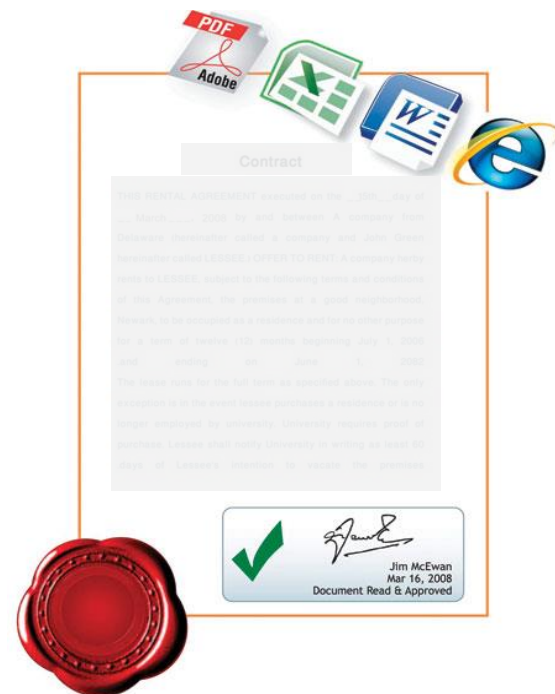 PDF
Adobe
X
W
e
Contract
THIS RENTAL AGREEMENT executed on the __ day of
__ March ____, 2008 by and between A company from
Delaware hereinafter called a company and John Green
hereinafter called LESSEE. I OFFER TO RENT: A company hereby
rents to LESSEE, subject to the following terms and conditions
of this Agreement, the premises at a good neighborhood,
Newark, to be occupied as a residence and for no other purpose
for a term of twelve (12) months beginning July 1, 2008
and ending on June 1,
The lease runs for the full term as specified above. The only
exception is in the event lessee purchases a residence or is no
longer employed by university. University requires proof of
purchase. Lessee shall notify University in writing at least 60
days of Lessee's intention to vacate the premises
Jim McEwan
Mar 16, 2008
Document Read & Approved